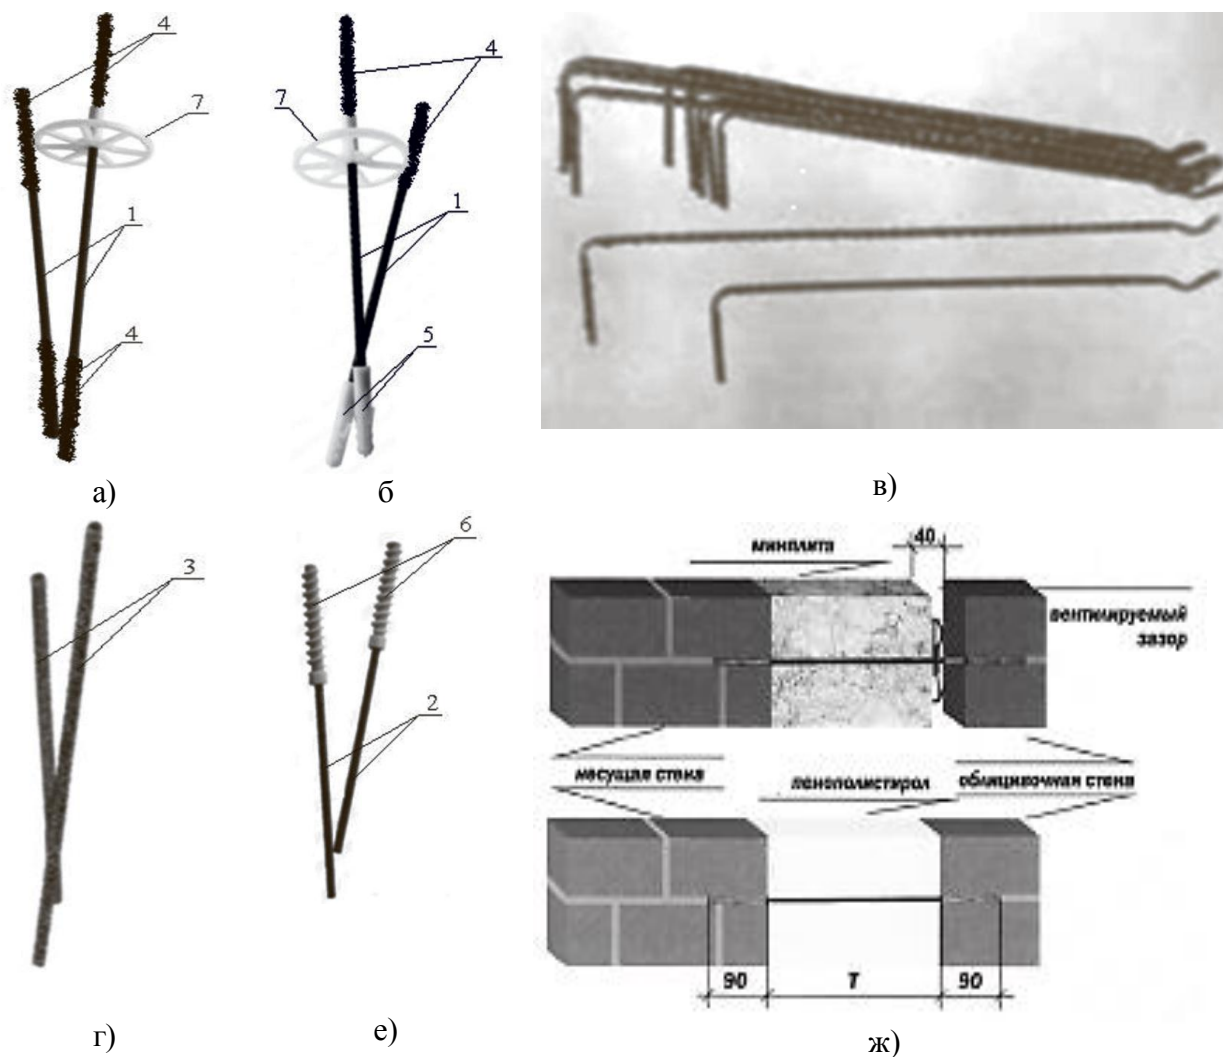 4
7
1
4
а)
4
7
1
5
б
в)
3
г)
6
2
е)
40
минплита
вентилируемый
зазор
несущая стена
пенополистирол
облицовочная стена
90
T
90
ж)